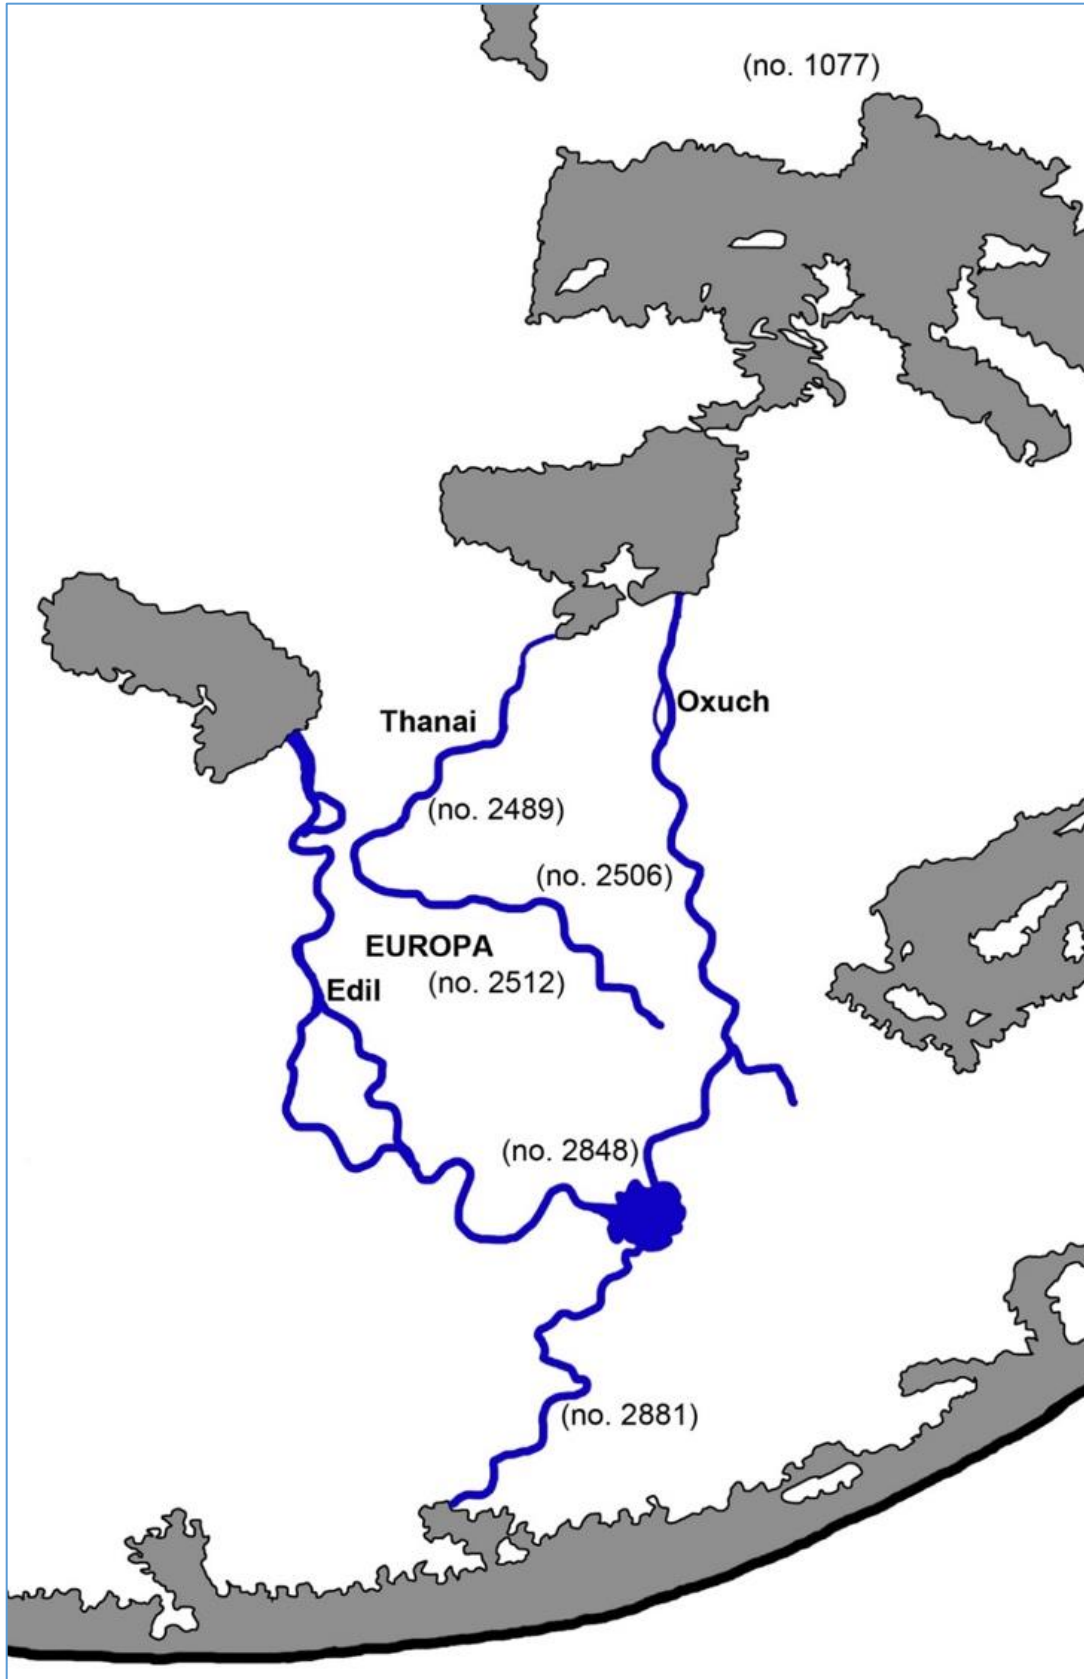 (no. 1077)
Oxuch
Thanai
(no. 2489)
(no. 2506)
EUROPA
(no. 2512)
Edil
(no. 2848)
(no. 2881)